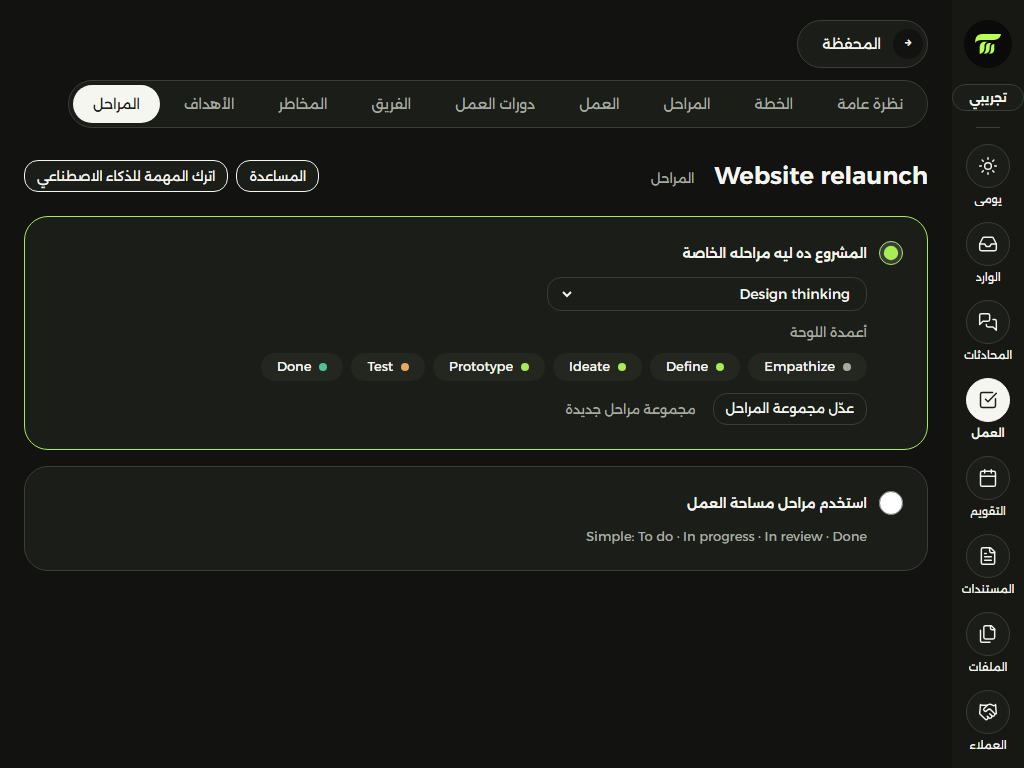 المحفظة
نظرة عامة
الخطة
المراحل
العمل
دورات العمل
الفريق
المخاطر
الأهداف
المراحل
Website relaunch
المراحل
المساعدة
اترك المهمة للذكاء الاصطناعي
المشروع ده ليه مراحله الخاصة
Design thinking
أعمدة اللوحة
Empathize
Define
Ideate
Prototype
Test
Done
عدّل مجموعة المراحل
مجموعة مراحل جديدة
استخدم مراحل مساحة العمل
Simple: To do · In progress · In review · Done
تجريبي
يومي
الوارد
المحادثات
العمل
التقويم
المستندات
الملفات
العملاء